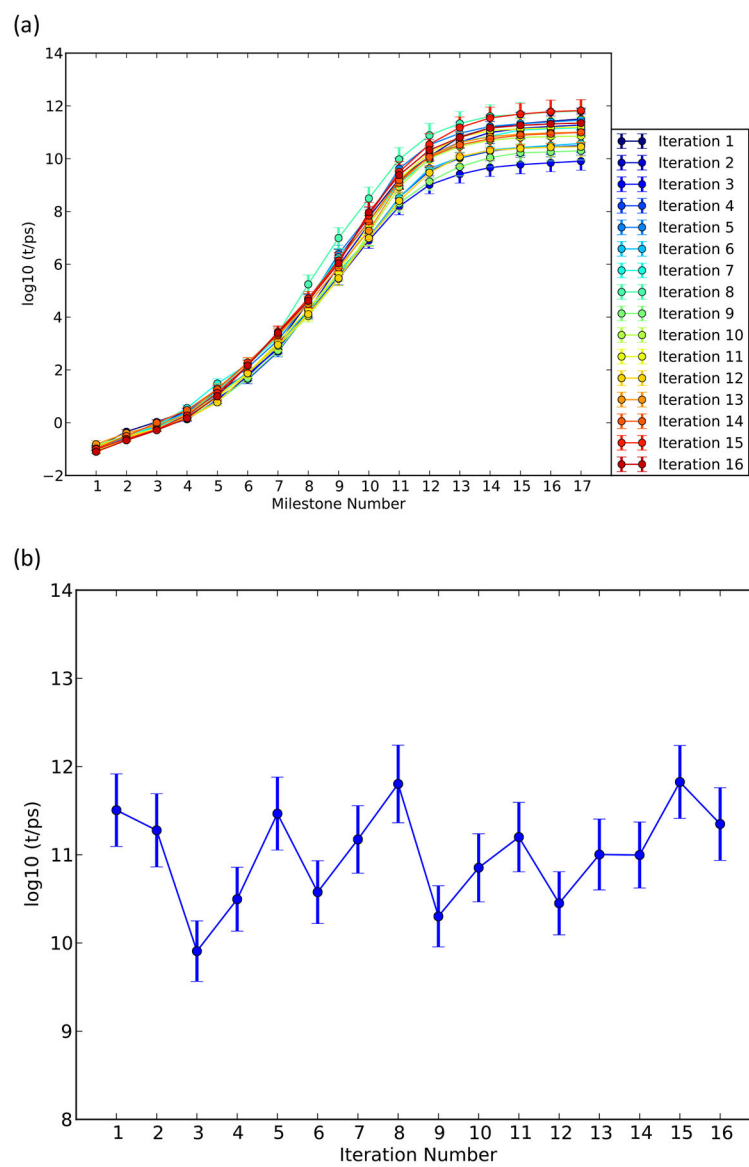 (a)
14
12
10
8
6
4
2
0
−2
log10 (t/ps)
1 2 3 4 5 6 7 8 9 10 11 12 13 14 15 16 17
Milestone Number
Iteration 1
Iteration 2
Iteration 3
Iteration 4
Iteration 5
Iteration 6
Iteration 7
Iteration 8
Iteration 9
Iteration 10
Iteration 11
Iteration 12
Iteration 13
Iteration 14
Iteration 15
Iteration 16
(b)
14
13
12
11
10
9
8
log10 (t/ps)
1 2 3 4 5 6 7 8 9 10 11 12 13 14 15 16
Iteration Number